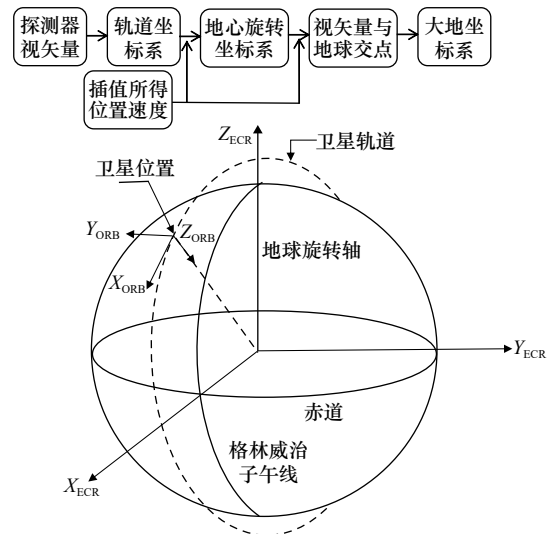 探测器
视矢量
轨道坐
标系
地心旋转
坐标系
视矢量与
地球交点
大地坐
标系
插值所得
位置速度
Z_ECR
卫星轨道
卫星位置
Y_ORB
Z_ORB
地球旋转轴
X_ORB
Y_ECR
赤道
格林威治
子午线
X_ECR